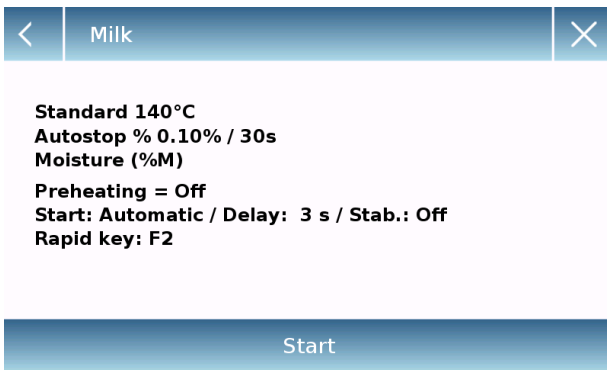 Milk
Standard 140°C
Autostop % 0.10% / 30s
Moisture (%M)
Preheating = Off
Start: Automatic / Delay:  3 s / Stab.: Off
Rapid key: F2
Start